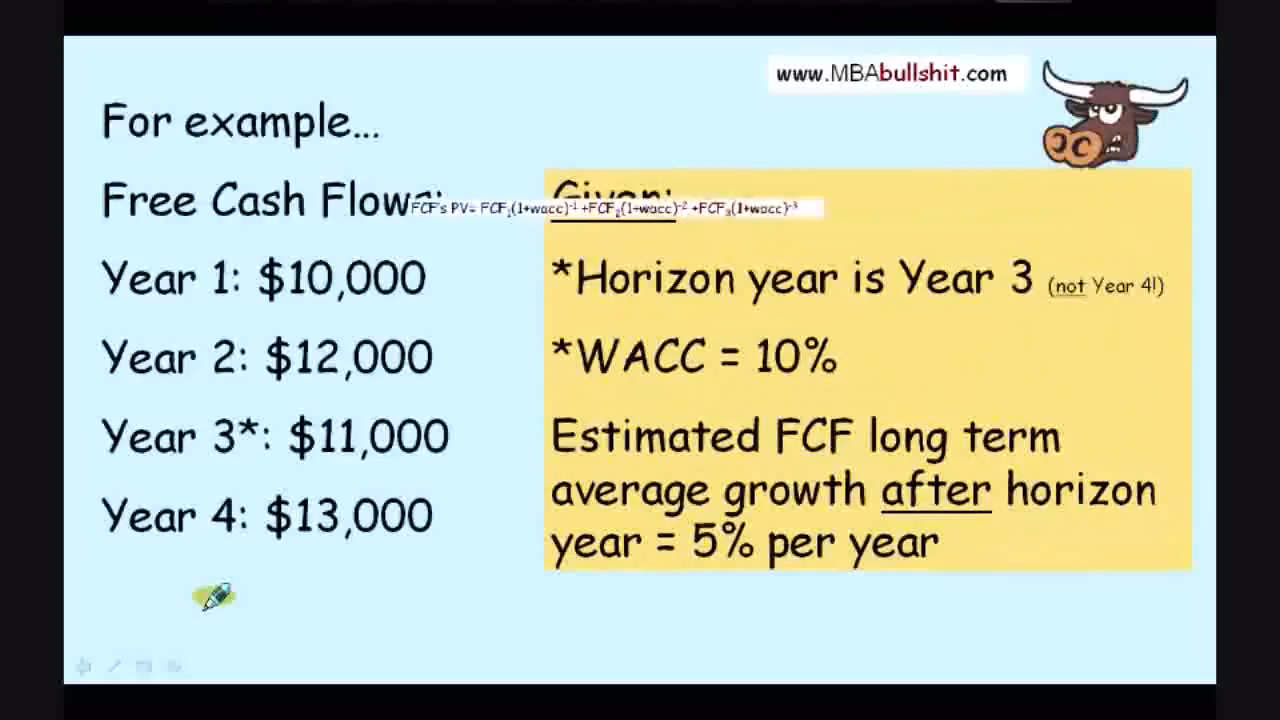 www.MBAbullshit.com
For example...
Free Cash Flows:
FCF's PV= FCF₁(1+wacc)⁻¹ +FCF₂(1+wacc)⁻² +FCF₃(1+wacc)⁻³
Year 1: $10,000
Year 2: $12,000
Year 3*: $11,000
Year 4: $13,000
Given:
*Horizon year is Year 3 (not Year 4!)
*WACC = 10%
Estimated FCF long term
average growth after horizon
year = 5% per year